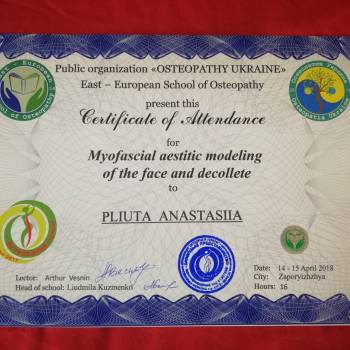 Public organization «OSTEOPATHY UKRAINE»
East – European School of Osteopathy
present this
Certificate of Attendance
for
Myofascial aestitic modeling
of the face and decollete
to
PLIUTA ANASTASIIA
Lector: Arthur Vesnin
Head of school: Liudmila Kuzmenko
Date: 14 - 15 April 2018
City: Zaporyizhzhya
Hours: 16